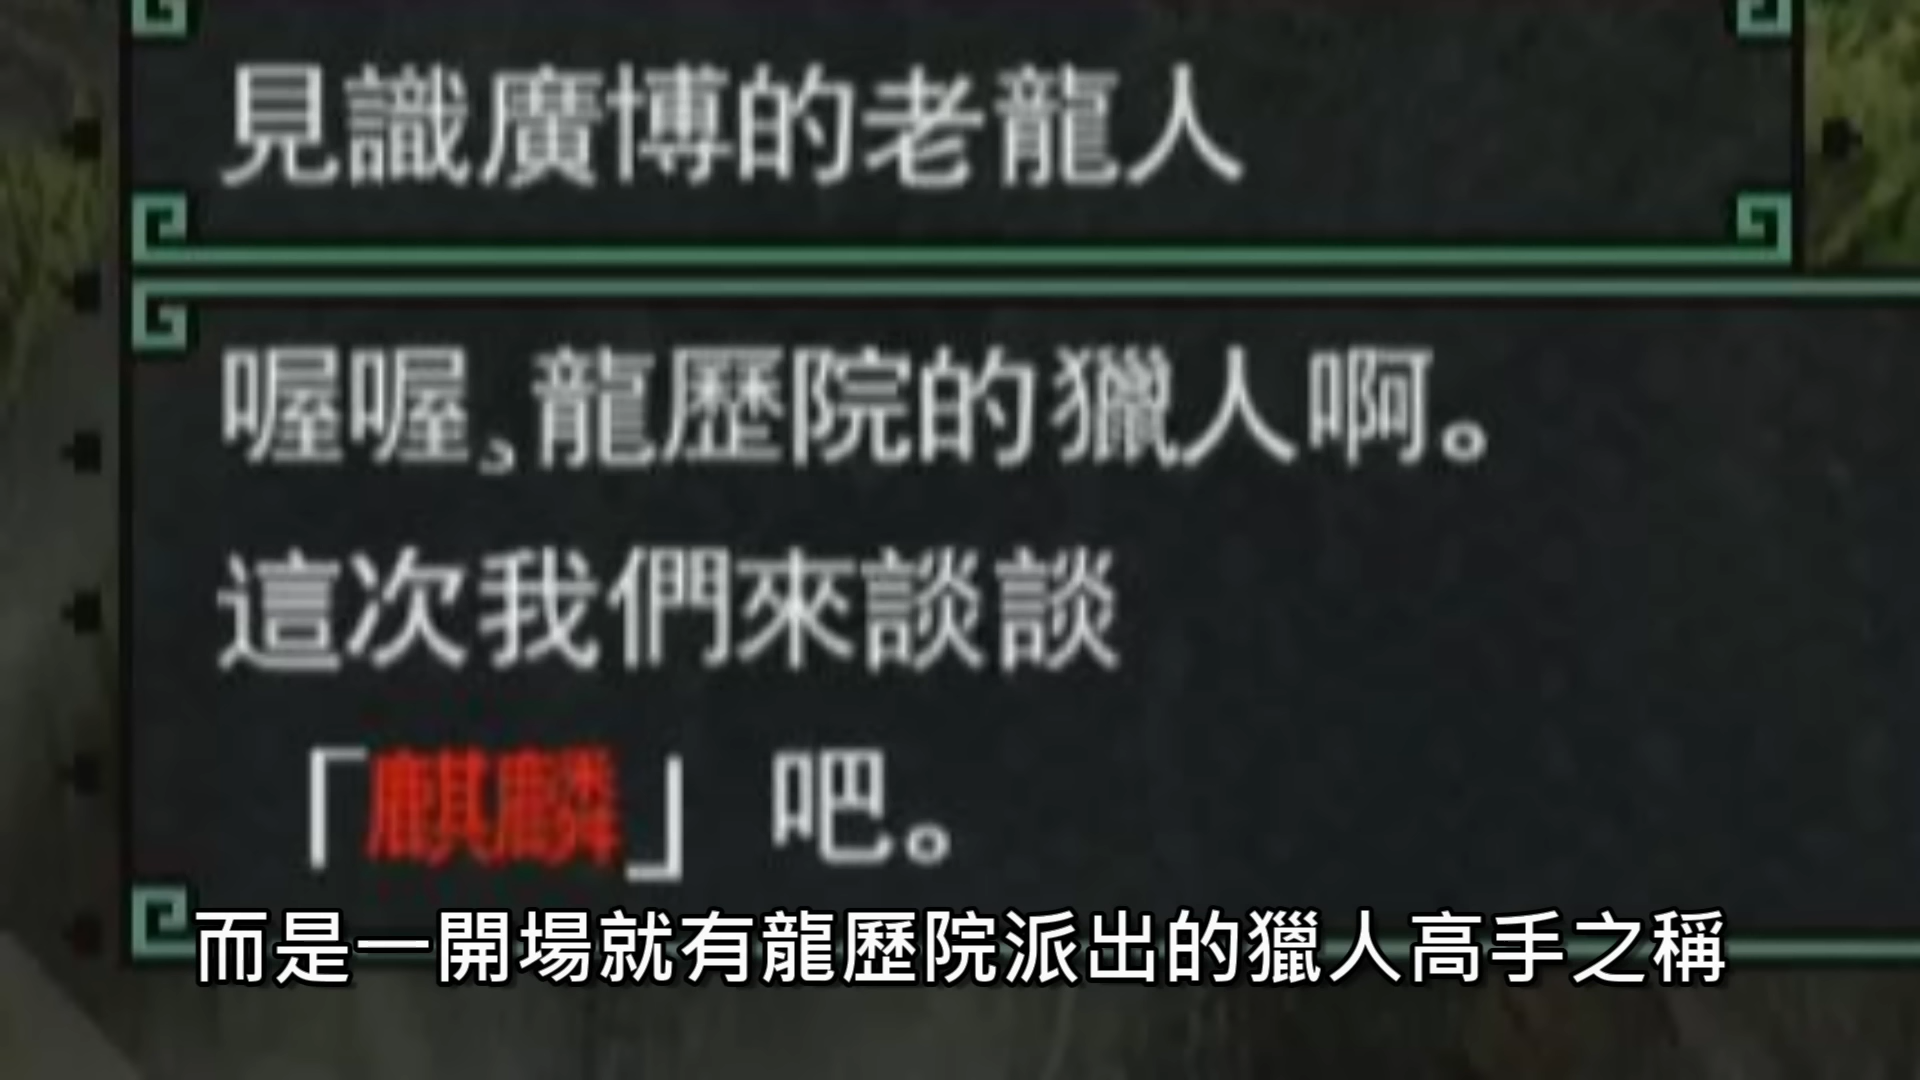 見識廣博的老龍人
喔喔、龍歷院的獵人啊。
這次我們來談談
「麒麟」吧。
而是一開場就有龍歷院派出的獵人高手之稱